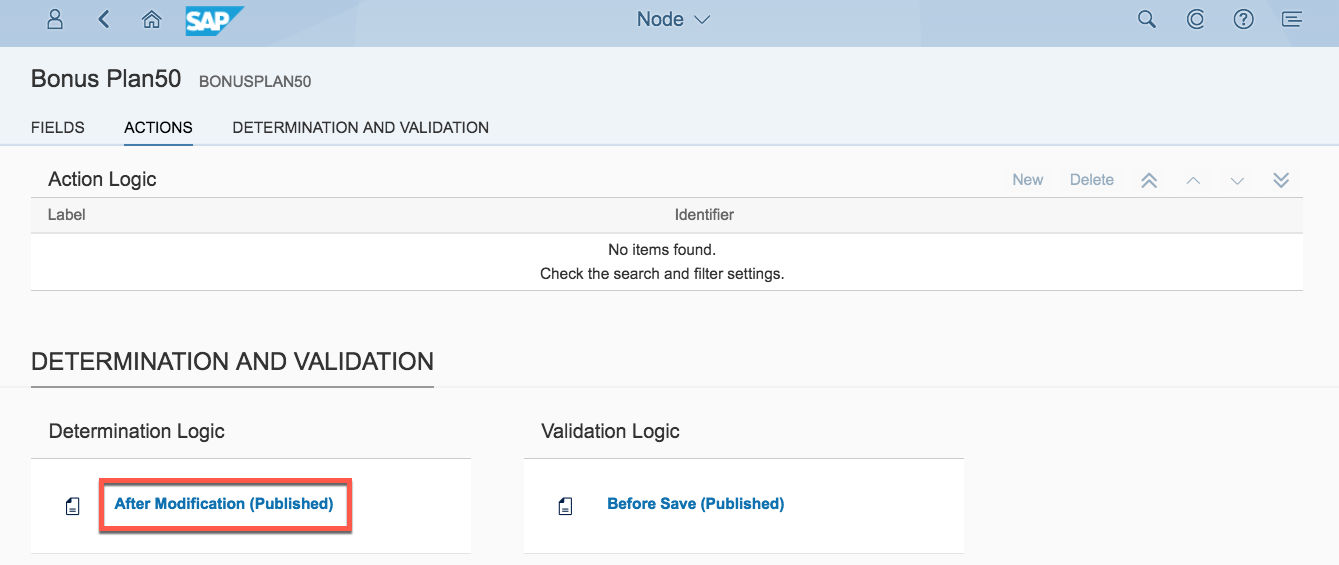 SAP Node
Bonus Plan50 BONUSPLAN50
FIELDS ACTIONS DETERMINATION AND VALIDATION
Action Logic New Delete
Label Identifier
No items found.
Check the search and filter settings.
DETERMINATION AND VALIDATION
Determination Logic Validation Logic
After Modification (Published) Before Save (Published)